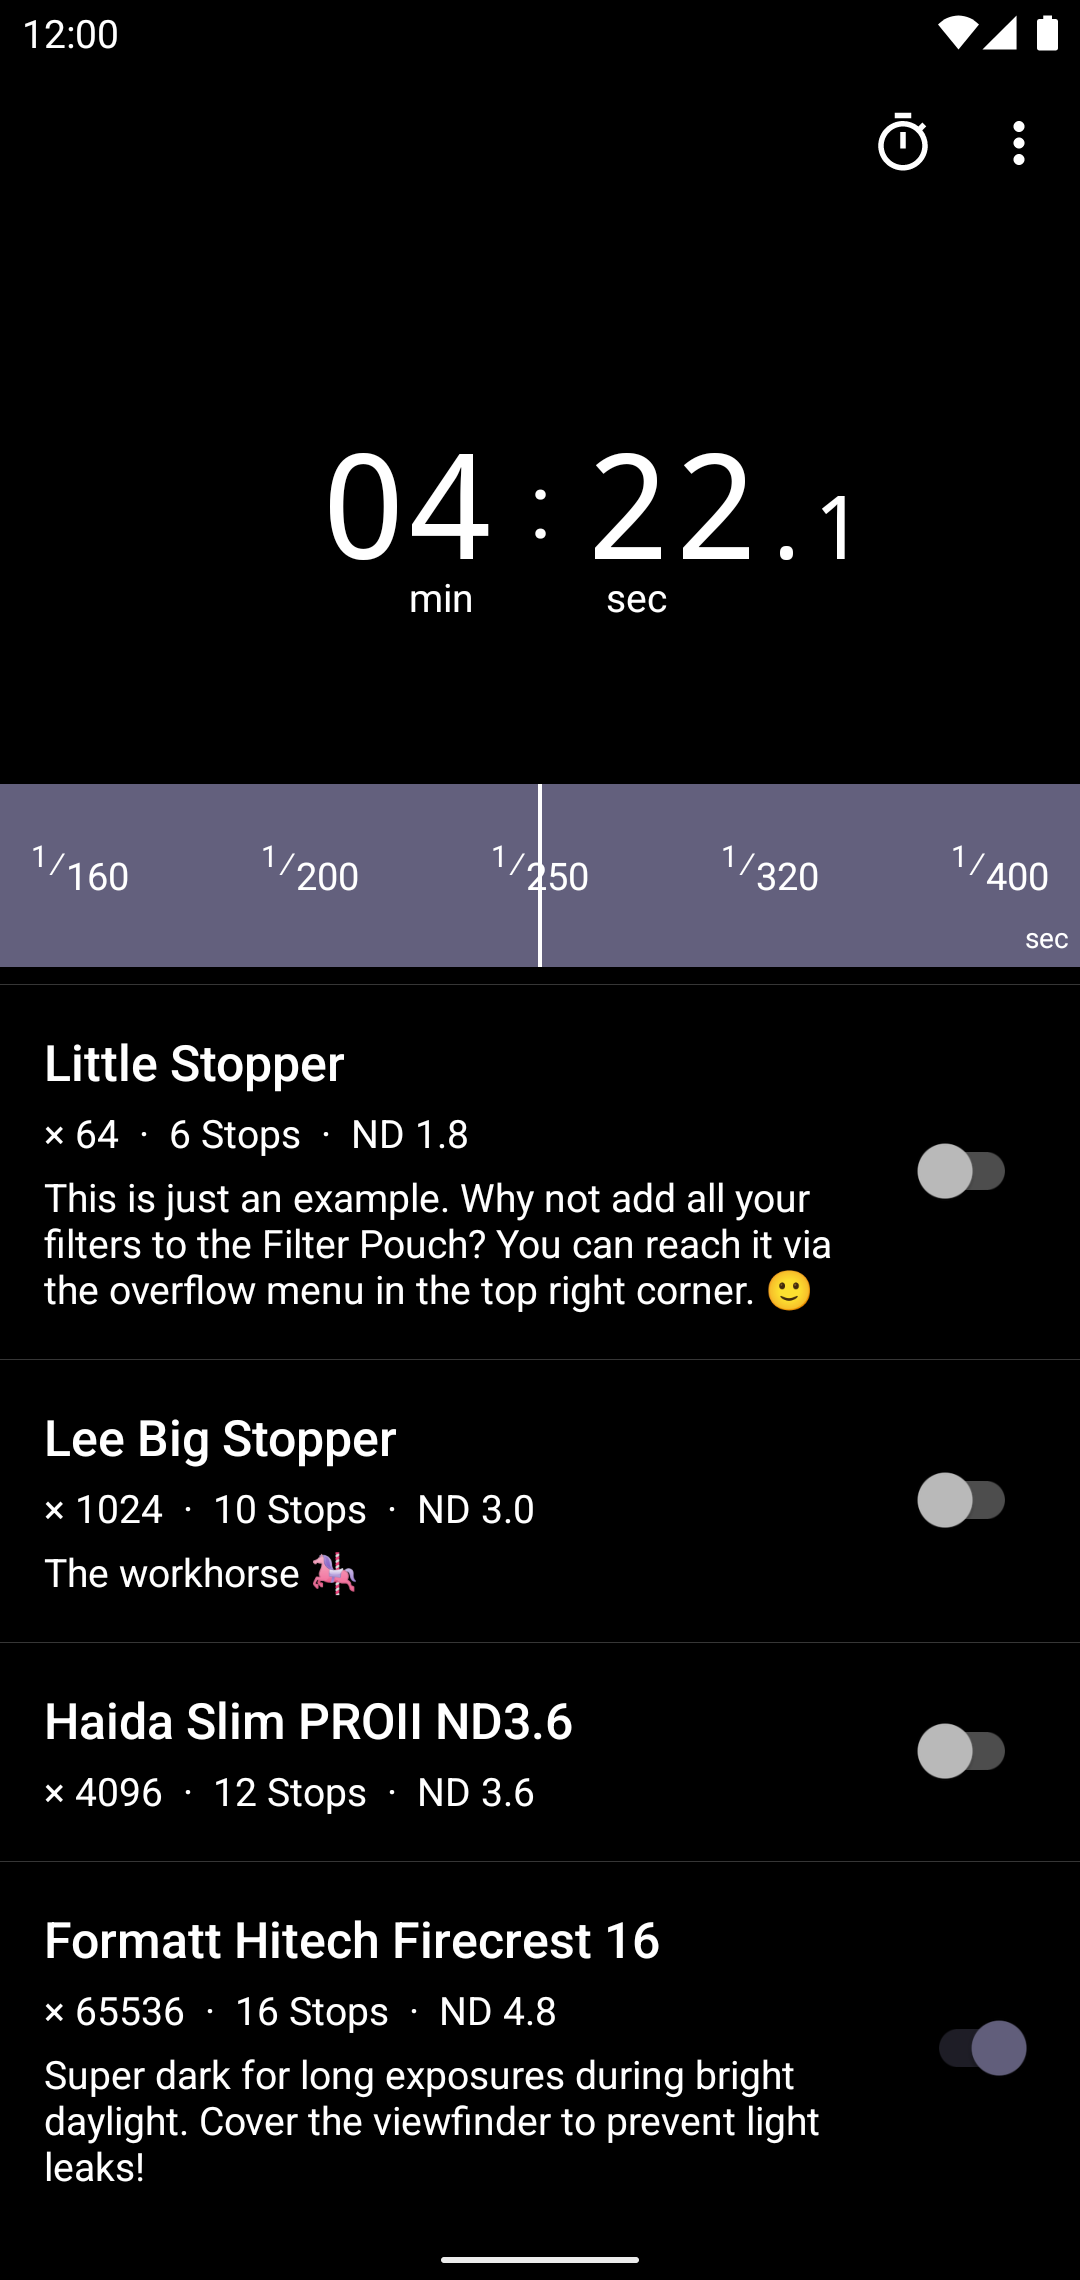 12:00
04 : 22.1
min sec
1/160 1/200 1/250 1/320 1/400
sec
Little Stopper
× 64 · 6 Stops · ND 1.8
This is just an example. Why not add all your
filters to the Filter Pouch? You can reach it via
the overflow menu in the top right corner. 🙂
Lee Big Stopper
× 1024 · 10 Stops · ND 3.0
The workhorse 🎠
Haida Slim PROII ND3.6
× 4096 · 12 Stops · ND 3.6
Formatt Hitech Firecrest 16
× 65536 · 16 Stops · ND 4.8
Super dark for long exposures during bright
daylight. Cover the viewfinder to prevent light
leaks!